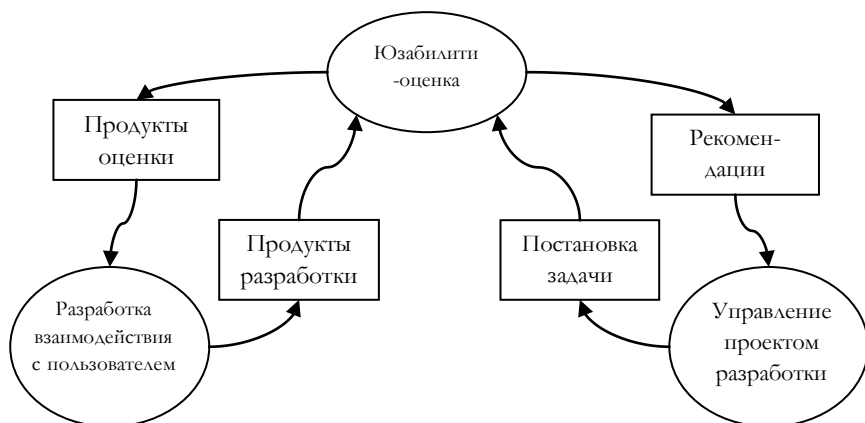 Юзабилити
-оценка
Продукты
оценки
Рекомен-
дации
Продукты
разработки
Постановка
задачи
Разработка
взаимодействия
с пользователем
Управление
проектом
разработки